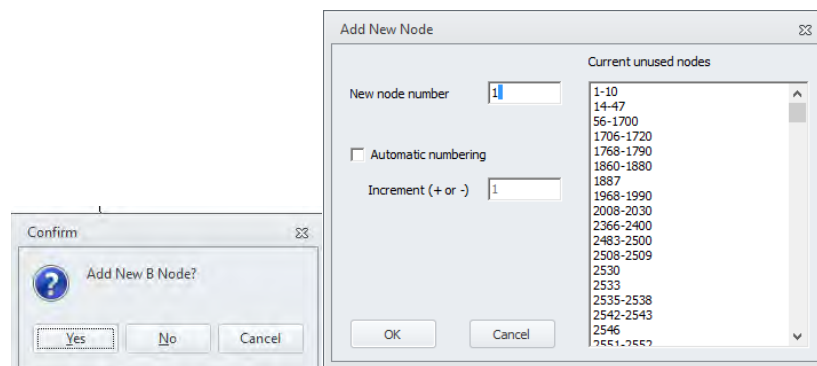 Add New Node
Current unused nodes
New node number
1
1-10
14-47
56-1700
1706-1720
Automatic numbering
1768-1790
1860-1880
Increment (+ or -)
1
1887
1968-1990
2008-2030
2366-2400
2483-2500
2508-2509
2530
2533
2535-2538
2542-2543
2546
2551-2552
OK
Cancel
Confirm
Add New B Node?
Yes
No
Cancel